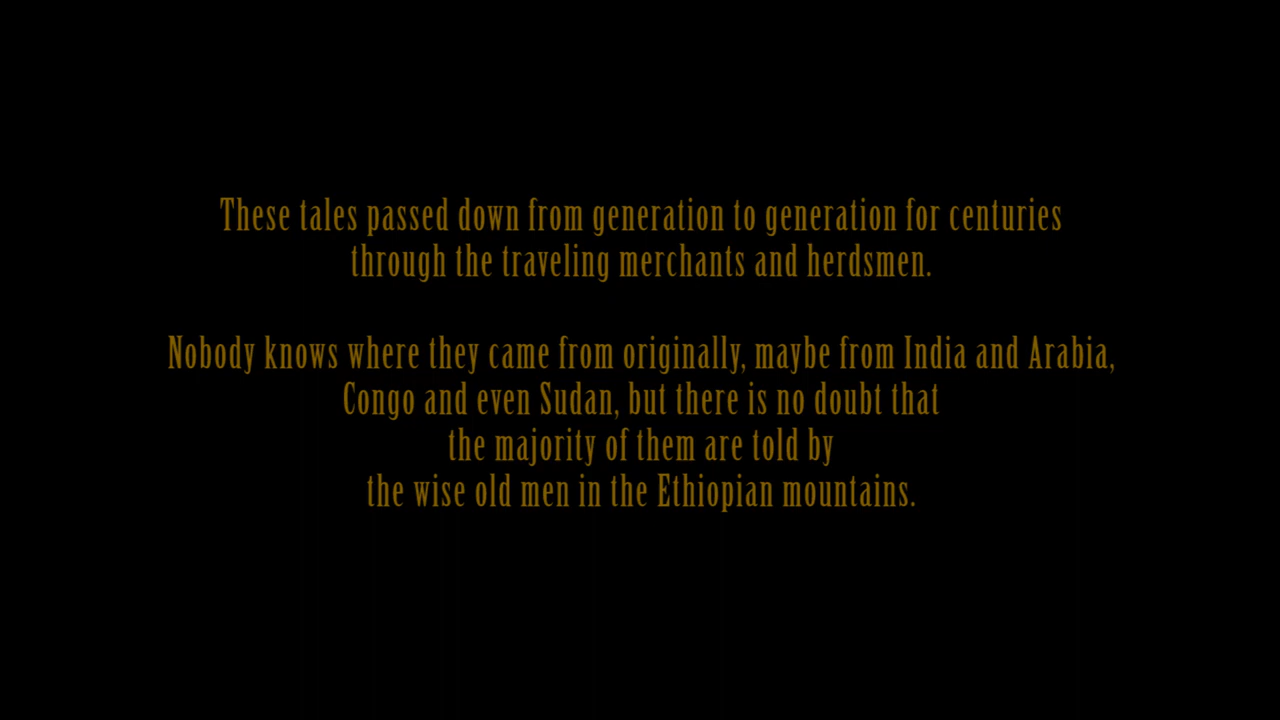 These tales passed down from generation to generation for centuries
through the traveling merchants and herdsmen.
Nobody knows where they came from originally, maybe from India and Arabia,
Congo and even Sudan, but there is no doubt that
the majority of them are told by
the wise old men in the Ethiopian mountains.